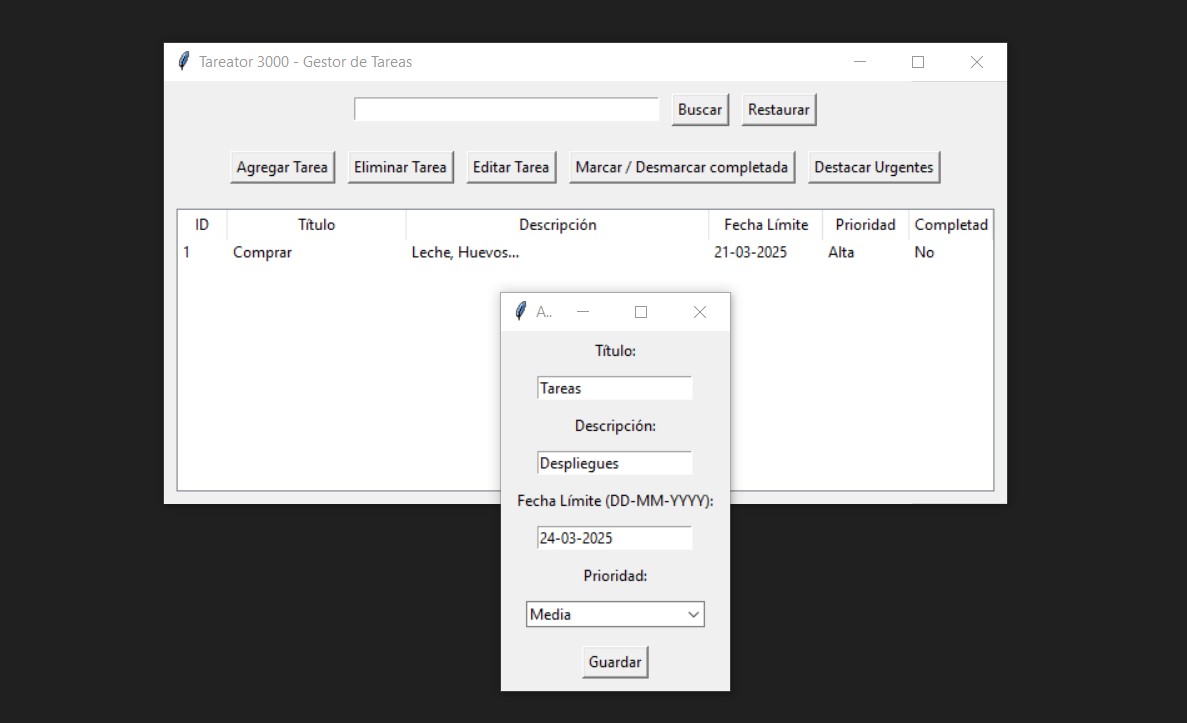 Tareator 3000 - Gestor de Tareas
Buscar Restaurar
Agregar Tarea Eliminar Tarea Editar Tarea Marcar / Desmarcar completada Destacar Urgentes
ID Título Descripción Fecha Límite Prioridad Completad
1 Comprar Leche, Huevos... 21-03-2025 Alta No
A..
Título:
Tareas
Descripción:
Despliegues
Fecha Límite (DD-MM-YYYY):
24-03-2025
Prioridad:
Media
Guardar